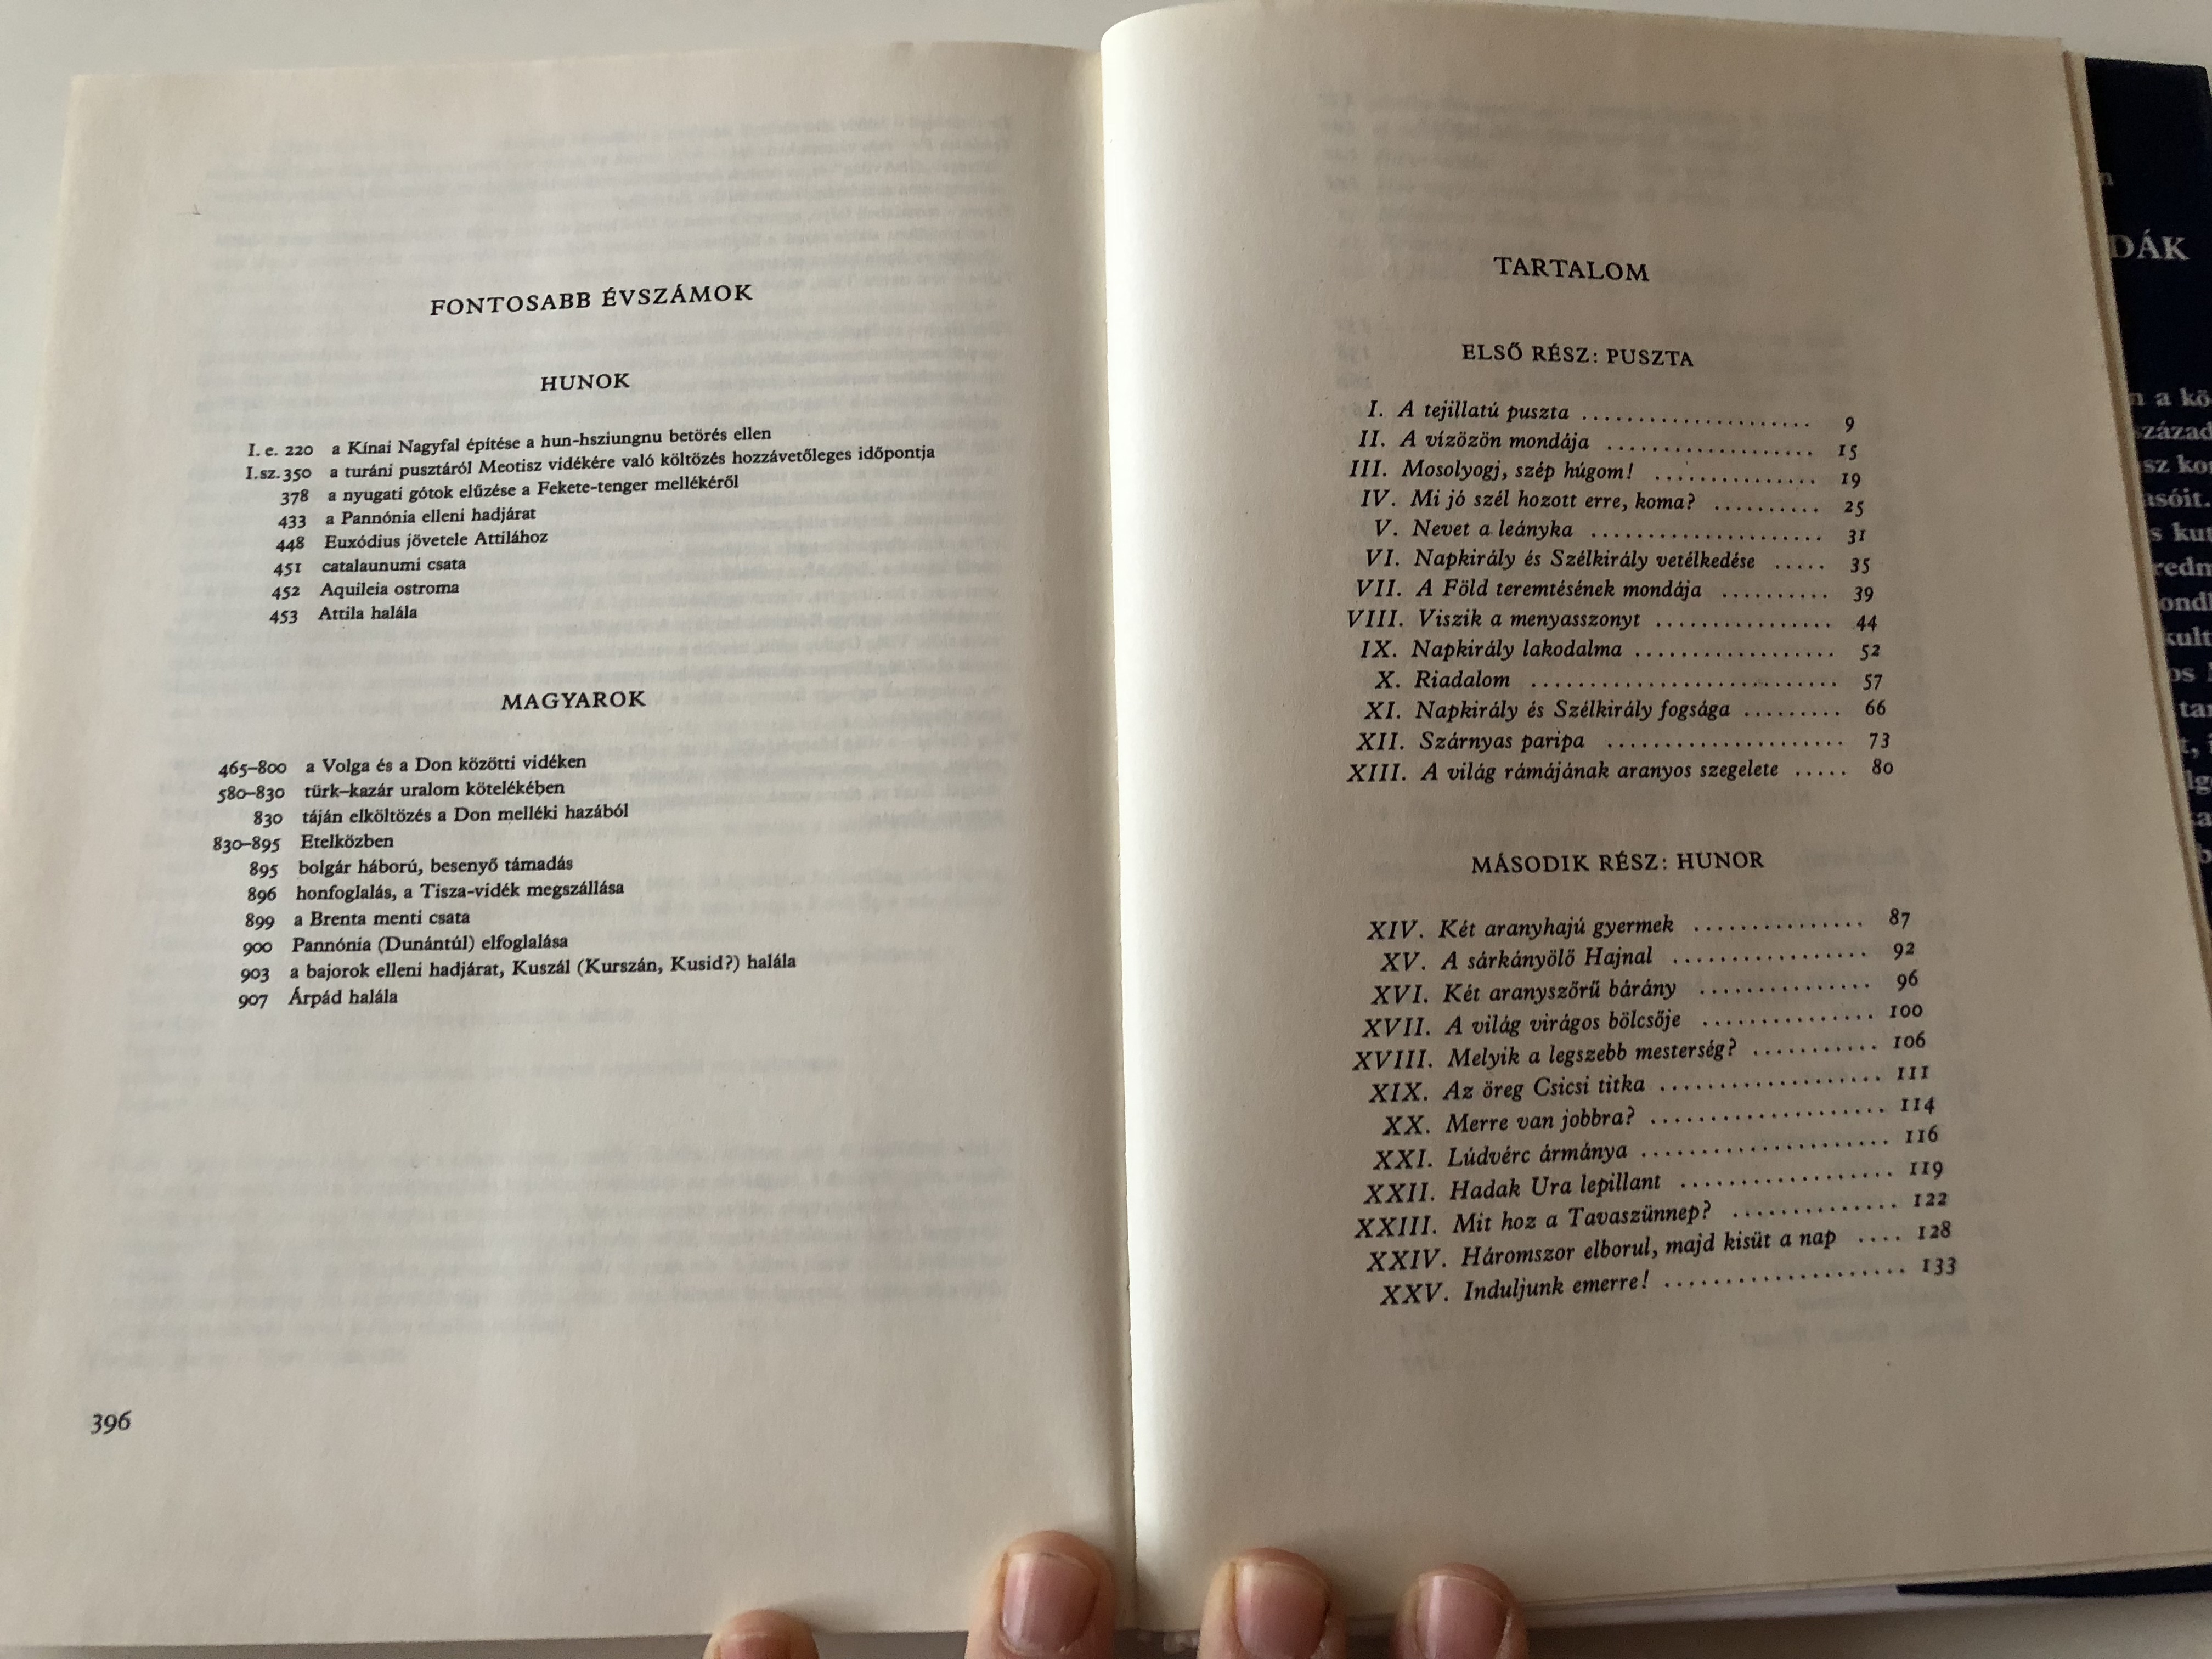 FONTOSABB ÉVSZÁMOK
HUNOK
I. e. 220 a Kínai Nagyfal építése a hun-hsziungnu betörés ellen
I. sz. 350 a turáni pusztáról Meotisz vidékére való költözés hozzávetőleges időpontja
378 a nyugati gótok elűzése a Fekete-tenger mellékéről
433 a Pannónia elleni hadjárat
448 Euxódius jövetele Attilához
451 catalaunumi csata
452 Aquileia ostroma
453 Attila halála
MAGYAROK
465–800 a Volga és a Don közötti vidéken
580–830 türk–kazár uralom kötelékében
830 táján elköltözés a Don melléki hazából
830–895 Etelközben
895 bolgár háború, besenyő támadás
896 honfoglalás, a Tisza-vidék megszállása
899 a Brenta menti csata
900 Pannónia (Dunántúl) elfoglalása
903 a bajorok elleni hadjárat, Kuszál (Kurszán, Kusid?) halála
907 Árpád halála
396
TARTALOM
ELSŐ RÉSZ: PUSZTA
I. A tejillatú puszta .................... 9
II. A vízözön mondája .................... 15
III. Mosolyogj, szép húgom! ............... 19
IV. Mi jó szél hozott erre, koma? .......... 25
V. Nevet a leányka ...................... 31
VI. Napkirály és Szélkirály vetélkedése ..... 35
VII. A Föld teremtésének mondája .......... 39
VIII. Viszik a menyasszonyt ................ 44
IX. Napkirály lakodalma .................. 52
X. Riadalom .......................... 57
XI. Napkirály és Szélkirály fogsága ......... 66
XII. Szárnyas paripa ...................... 73
XIII. A világ rámájának aranyos szegelete ..... 80
MÁSODIK RÉSZ: HUNOR
XIV. Két aranyhajú gyermek ............... 87
XV. A sárkányölő Hajnal ................. 92
XVI. Két aranyszőrű bárány ............... 96
XVII. A világ virágos bölcsője ............... 100
XVIII. Melyik a legszebb mesterség? ........... 106
XIX. Az öreg Csicsi titka ................... 111
XX. Merre van jobbra? .................... 114
XXI. Lúdvérc ármánya ..................... 116
XXII. Hadak Ura lepillant .................. 119
XXIII. Mit hoz a Tavaszünnep? .............. 122
XXIV. Háromszor elborul, majd kisüt a nap .... 128
XXV. Induljunk emerre! .................... 133
DÁK